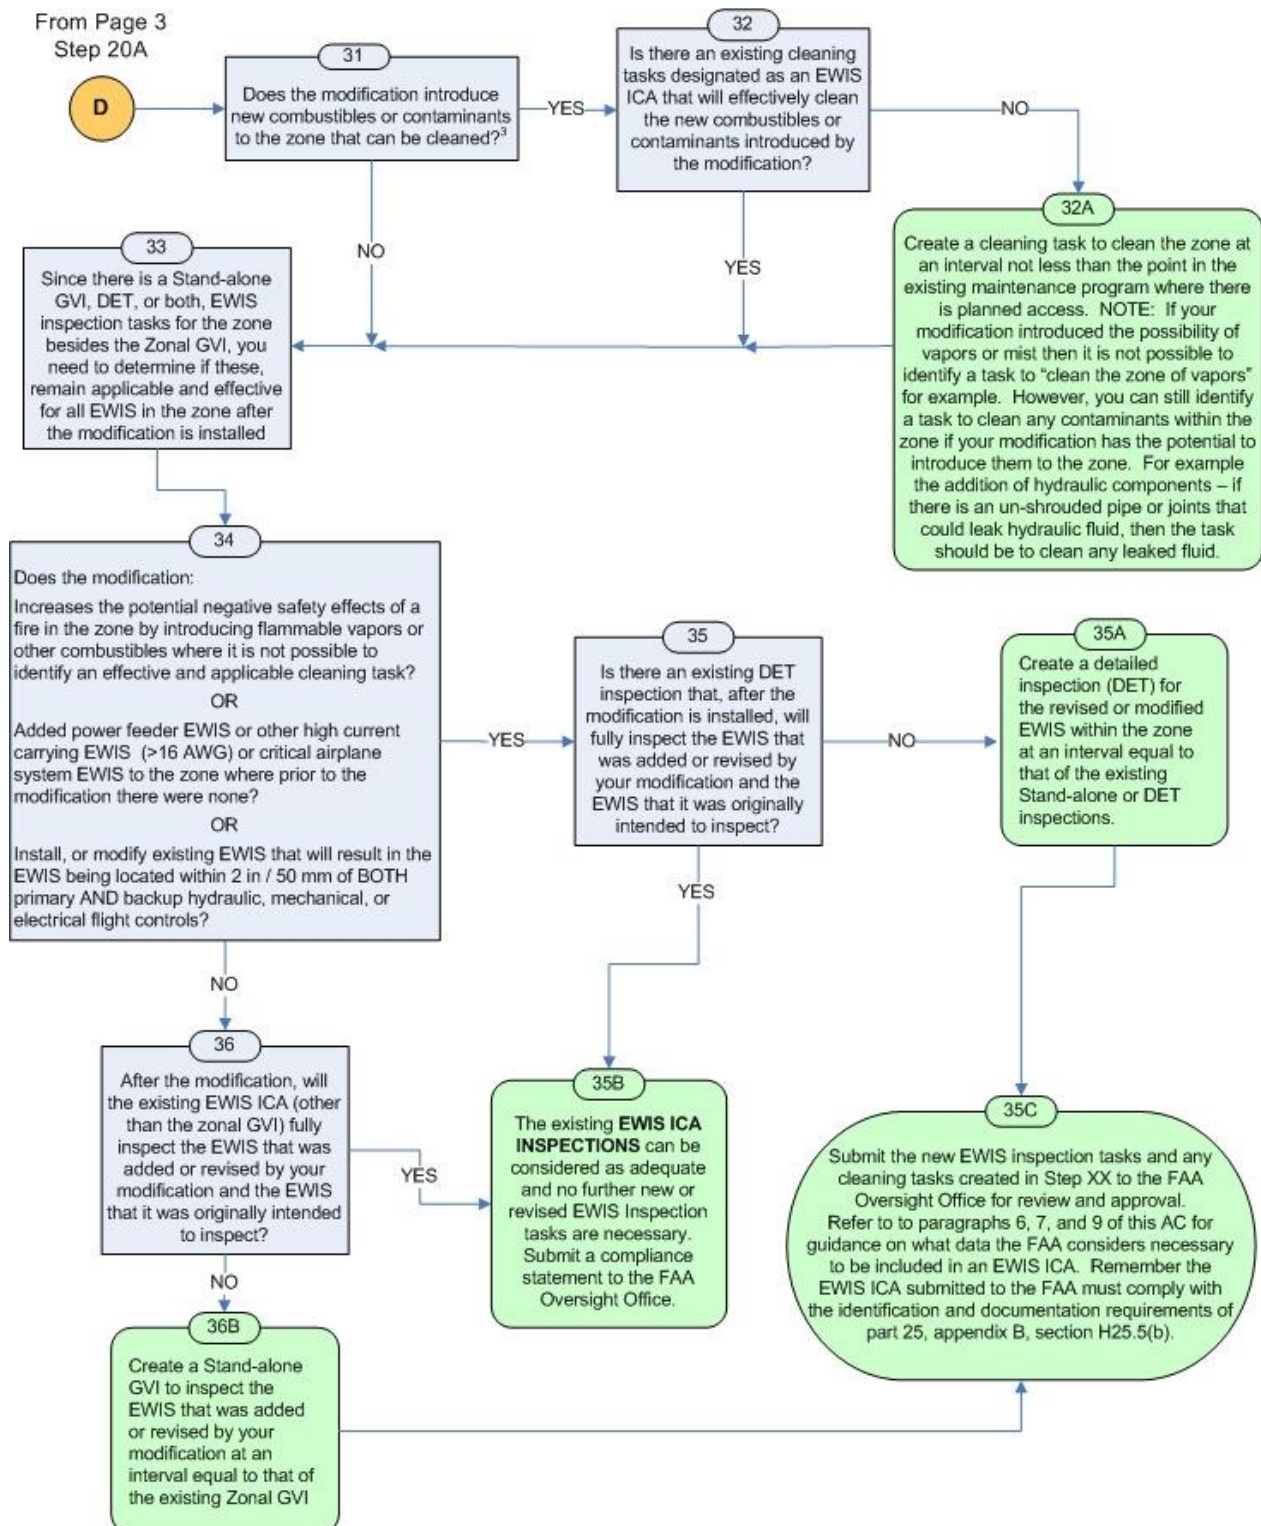 From Page 3
Step 20A
D
31
Does the modification introduce
new combustibles or contaminants
to the zone that can be cleaned?3
YES
NO
32
Is there an existing cleaning
tasks designated as an EWIS
ICA that will effectively clean
the new combustibles or
contaminants introduced by
the modification?
NO
YES
32A
Create a cleaning task to clean the zone at
an interval not less than the point in the
existing maintenance program where there
is planned access. NOTE: If your
modification introduced the possibility of
vapors or mist then it is not possible to
identify a task to “clean the zone of vapors”
for example. However, you can still identify
a task to clean any contaminants within the
zone if your modification has the potential to
introduce them to the zone. For example
the addition of hydraulic components – if
there is an un-shrouded pipe or joints that
could leak hydraulic fluid, then the task
should be to clean any leaked fluid.
33
Since there is a Stand-alone
GVI, DET, or both, EWIS
inspection tasks for the zone
besides the Zonal GVI, you
need to determine if these,
remain applicable and effective
for all EWIS in the zone after
the modification is installed
34
Does the modification:
Increases the potential negative safety effects of a
fire in the zone by introducing flammable vapors or
other combustibles where it is not possible to
identify an effective and applicable cleaning task?
OR
Added power feeder EWIS or other high current
carrying EWIS (>16 AWG) or critical airplane
system EWIS to the zone where prior to the
modification there were none?
OR
Install, or modify existing EWIS that will result in the
EWIS being located within 2 in / 50 mm of BOTH
primary AND backup hydraulic, mechanical, or
electrical flight controls?
YES
NO
35
Is there an existing DET
inspection that, after the
modification is installed, will
fully inspect the EWIS that
was added or revised by
your modification and the
EWIS that it was originally
intended to inspect?
NO
YES
35A
Create a detailed
inspection (DET) for
the revised or modified
EWIS within the zone
at an interval equal to
that of the existing
Stand-alone or DET
inspections.
36
After the modification, will
the existing EWIS ICA (other
than the zonal GVI) fully
inspect the EWIS that was
added or revised by your
modification and the EWIS
that it was originally intended
to inspect?
YES
NO
35B
The existing EWIS ICA
INSPECTIONS can be
considered as adequate
and no further new or
revised EWIS Inspection
tasks are necessary.
Submit a compliance
statement to the FAA
Oversight Office.
35C
Submit the new EWIS inspection tasks and any
cleaning tasks created in Step XX to the FAA
Oversight Office for review and approval.
Refer to to paragraphs 6, 7, and 9 of this AC for
guidance on what data the FAA considers necessary
to be included in an EWIS ICA. Remember the
EWIS ICA submitted to the FAA must comply with
the identification and documentation requirements of
part 25, appendix B, section H25.5(b).
36B
Create a Stand-alone
GVI to inspect the
EWIS that was added
or revised by your
modification at an
interval equal to that of
the existing Zonal GVI